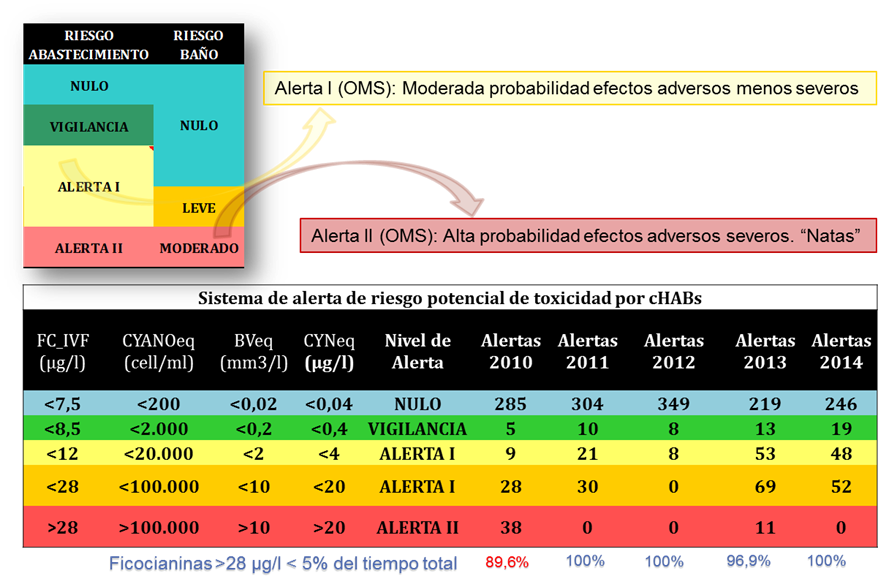 RIESGO ABASTECIMIENTO RIESGO BAÑO
NULO
VIGILANCIA NULO
ALERTA I
LEVE
ALERTA II MODERADO
Alerta I (OMS): Moderada probabilidad efectos adversos menos severos
Alerta II (OMS): Alta probabilidad efectos adversos severos. “Natas”
Sistema de alerta de riesgo potencial de toxicidad por cHABs
FC_IVF CYANOeq BVeq CYNeq Nivel de Alertas Alertas Alertas Alertas Alertas
(µg/l) (cell/ml) (mm3/l) (µg/l) Alerta 2010 2011 2012 2013 2014
<7,5 <200 <0,02 <0,04 NULO 285 304 349 219 246
<8,5 <2.000 <0,2 <0,4 VIGILANCIA 5 10 8 13 19
<12 <20.000 <2 <4 ALERTA I 9 21 8 53 48
<28 <100.000 <10 <20 ALERTA I 28 30 0 69 52
>28 >100.000 >10 >20 ALERTA II 38 0 0 11 0
Ficocianinas >28 µg/l < 5% del tiempo total 89,6% 100% 100% 96,9% 100%